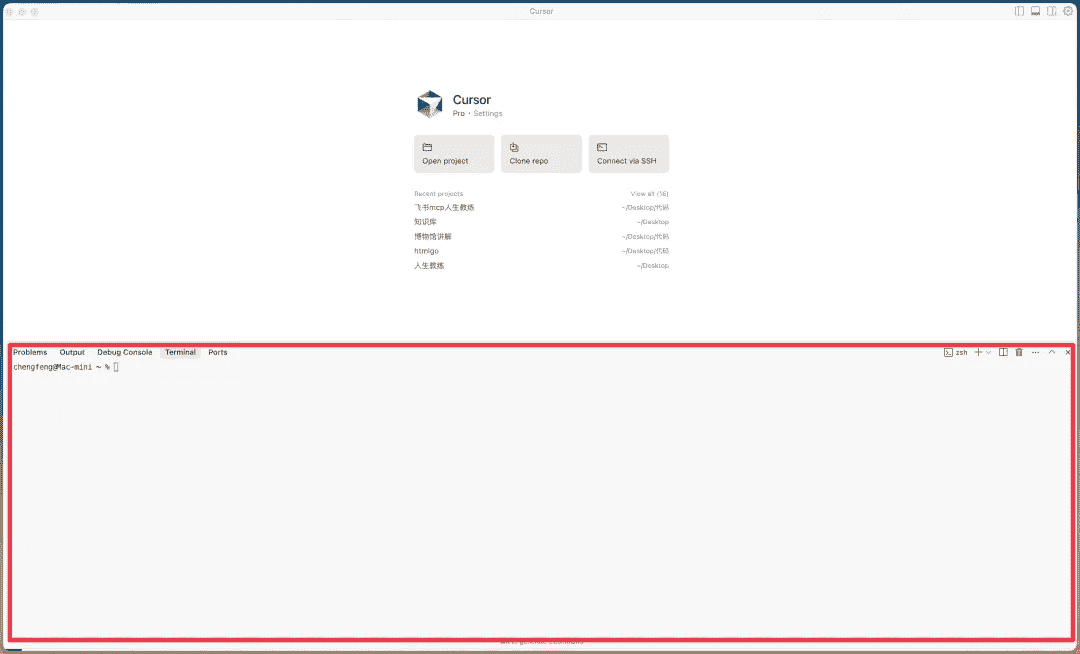 Cursor
Cursor
Pro · Settings
Open project
Clone repo
Connect via SSH
Recent projects
View all (16)
飞书mcp人生教练
~/Desktop/代码
知识库
~/Desktop
博物馆讲解
~/Desktop/代码
htmlgo
~/Desktop/代码
人生教练
~/Desktop
Problems Output Debug Console Terminal Ports
zsh
chengfeng@Mac-mini ~ %